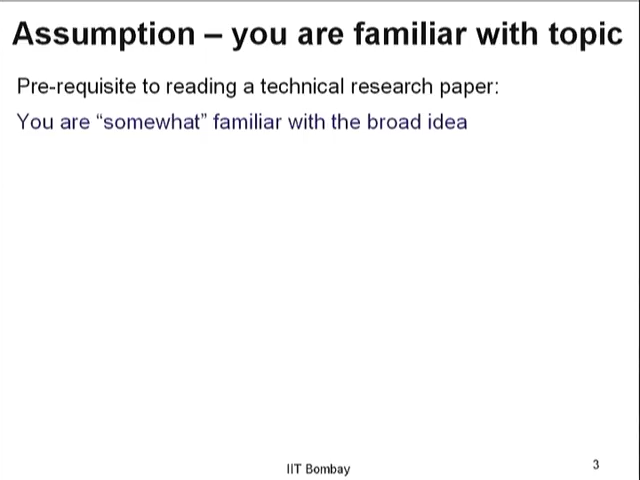 Assumption – you are familiar with topic
Pre-requisite to reading a technical research paper:
You are “somewhat” familiar with the broad idea
IIT Bombay
3